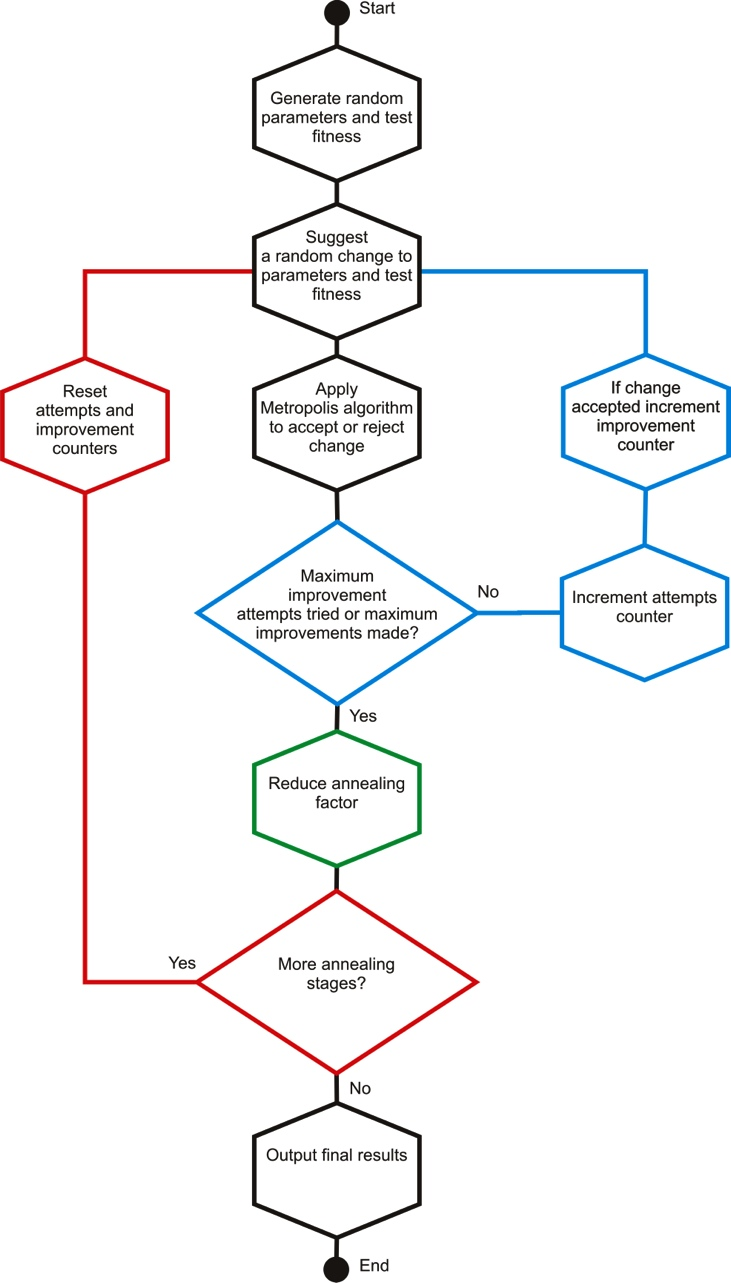 Start
Generate random
parameters and test
fitness
Suggest
a random change to
parameters and test
fitness
Reset
attempts and
improvement
counters
Apply
Metropolis algorithm
to accept or reject
change
If change
accepted increment
improvement
counter
Maximum
improvement
attempts tried or maximum
improvements made?
No
Increment attempts
counter
Yes
Reduce annealing
factor
Yes
More annealing
stages?
No
Output final results
End